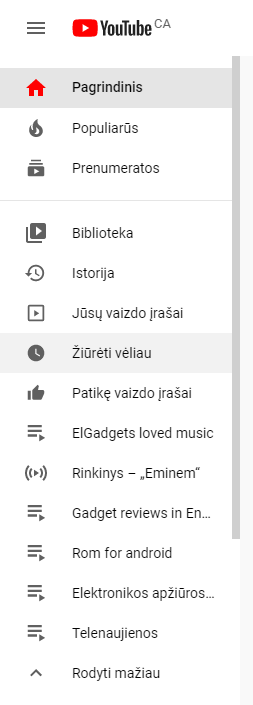 YouTube CA
Pagrindinis
Populiarūs
Prenumeratos
Biblioteka
Istorija
Jūsų vaizdo įrašai
Žiūrėti vėliau
Patikę vaizdo įrašai
ElGadgets loved music
Rinkinys – „Eminem“
Gadget reviews in En...
Rom for android
Elektronikos apžiūros...
Telenaujienos
Rodyti mažiau